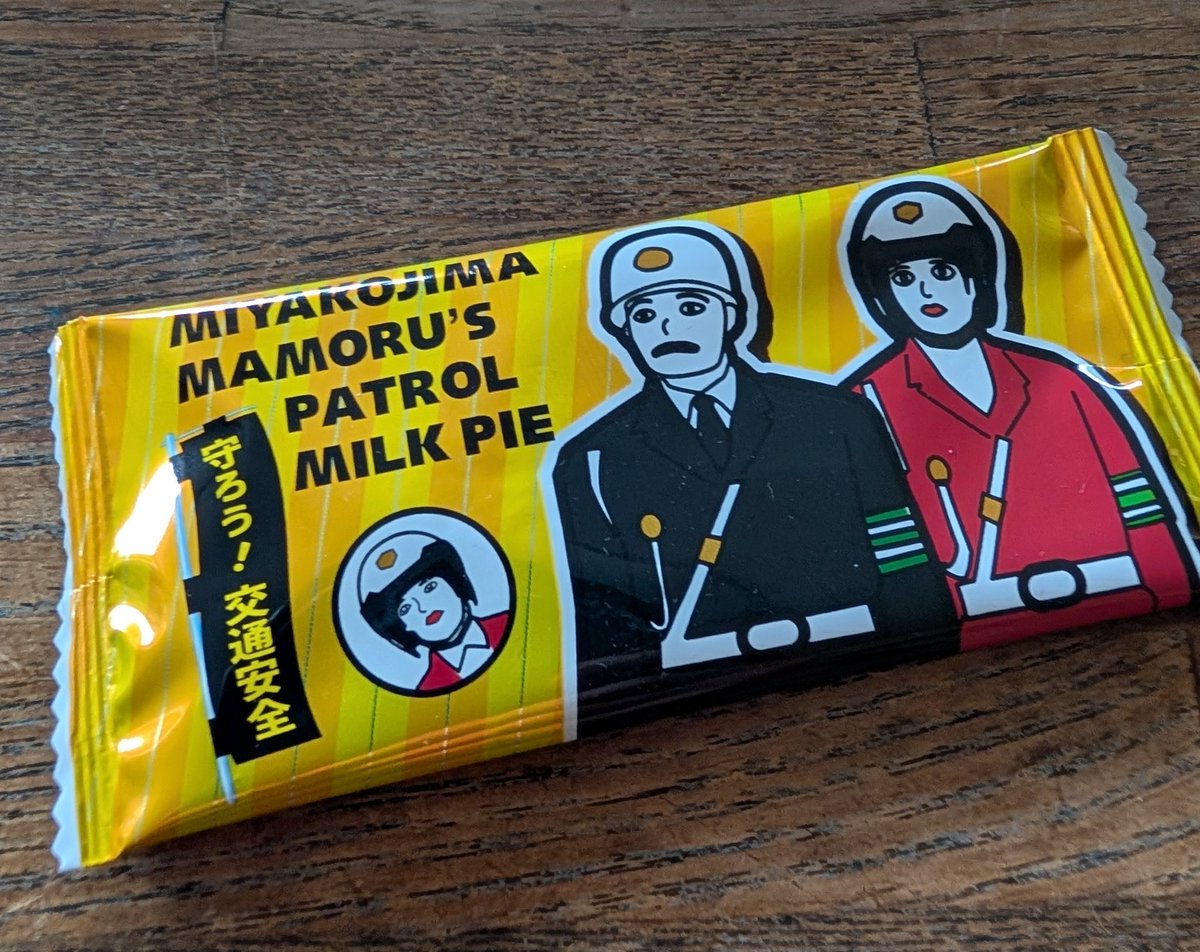 MIYAKOJIMA
MAMORU'S
PATROL
MILK PIE
守ろう！交通安全